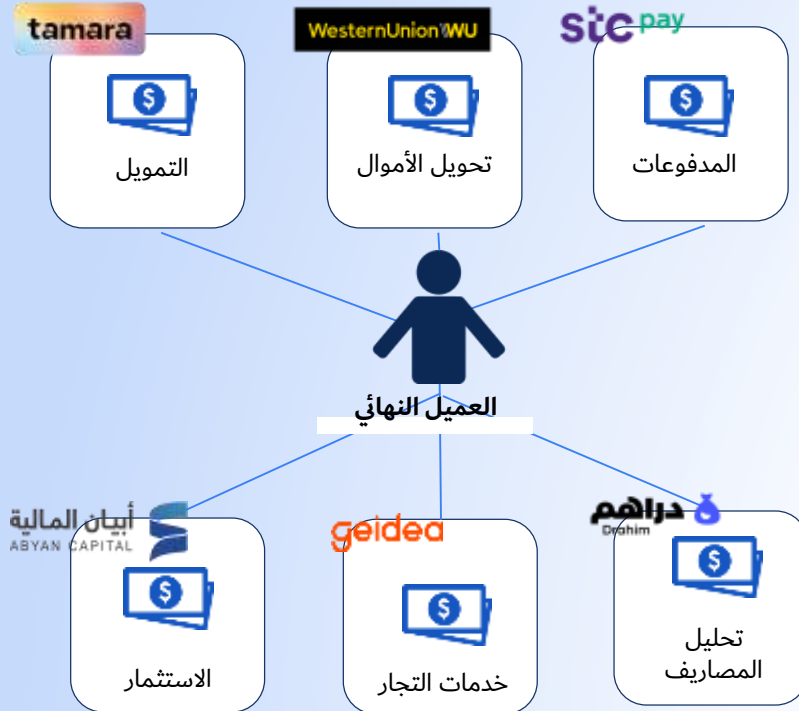 tamara
WesternUnion WU
stc pay
التمويل
تحويل الأموال
المدفوعات
العميل النهائي
أبيان المالية
ABYAN CAPITAL
geidea
دراهم
Drahim
الاستثمار
خدمات التجار
تحليل
المصاريف